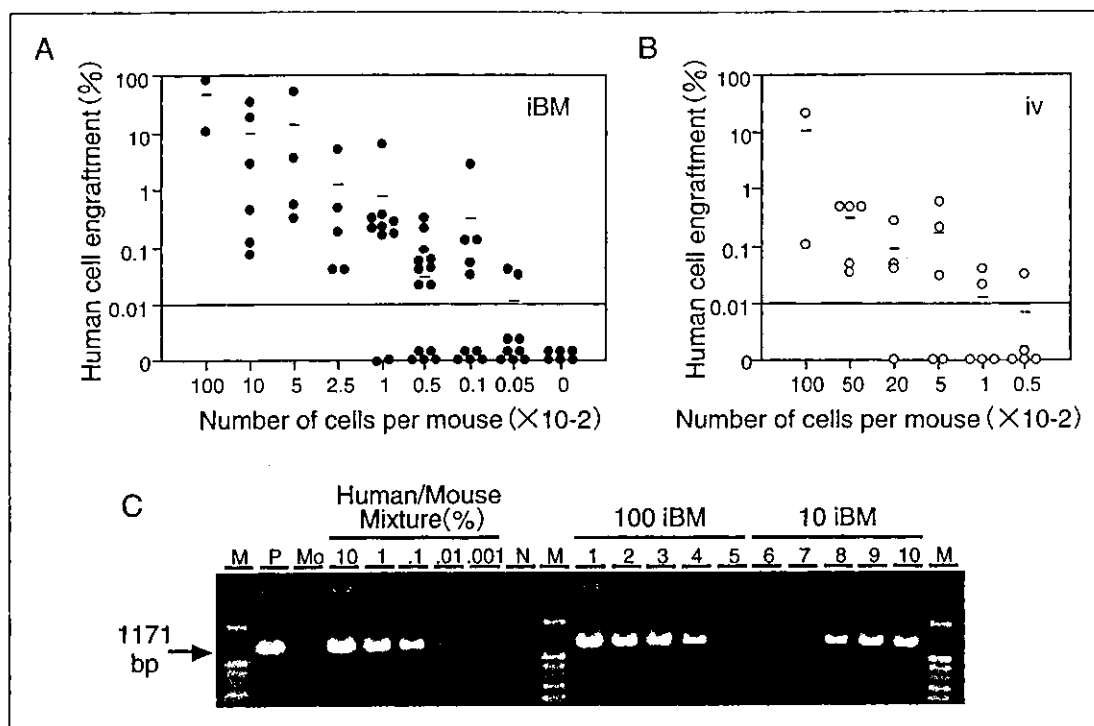 A
Human cell engraftment (%)
100
10
1
0.1
0.01
0
iBM
100 10 5 2.5 1 0.5 0.1 0.05 0
Number of cells per mouse (×10-2)
B
Human cell engraftment (%)
100
10
1
0.1
0.01
0
iv
100 50 20 5 1 0.5
Number of cells per mouse (×10-2)
C
Human/Mouse
Mixture(%)
100 iBM
10 iBM
M P Mo 10 1 .1 .01 .001 N M 1 2 3 4 5 6 7 8 9 10 M
1171
bp